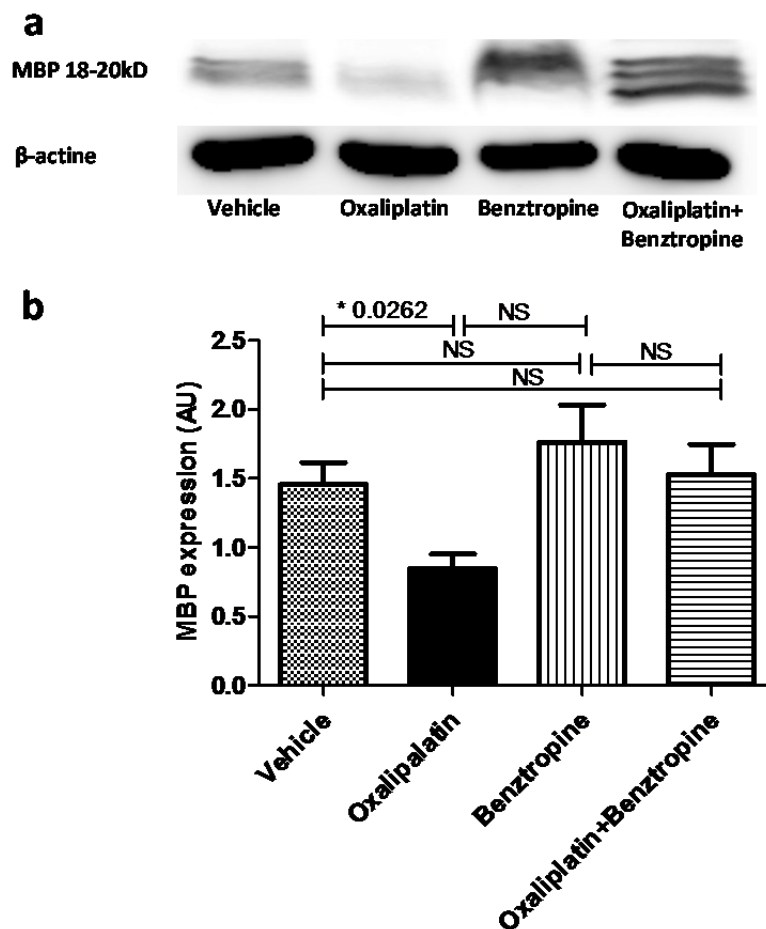 a
MBP 18-20kD
β-actine
Vehicle
Oxaliplatin
Benztropine
Oxaliplatin+
Benztropine
b
* 0.0262
NS
NS
NS
NS
MBP expression (AU)
2.5
2.0
1.5
1.0
0.5
0.0
Vehicle
Oxalipalatin
Benztropine
Oxaliplatin+Benztropine